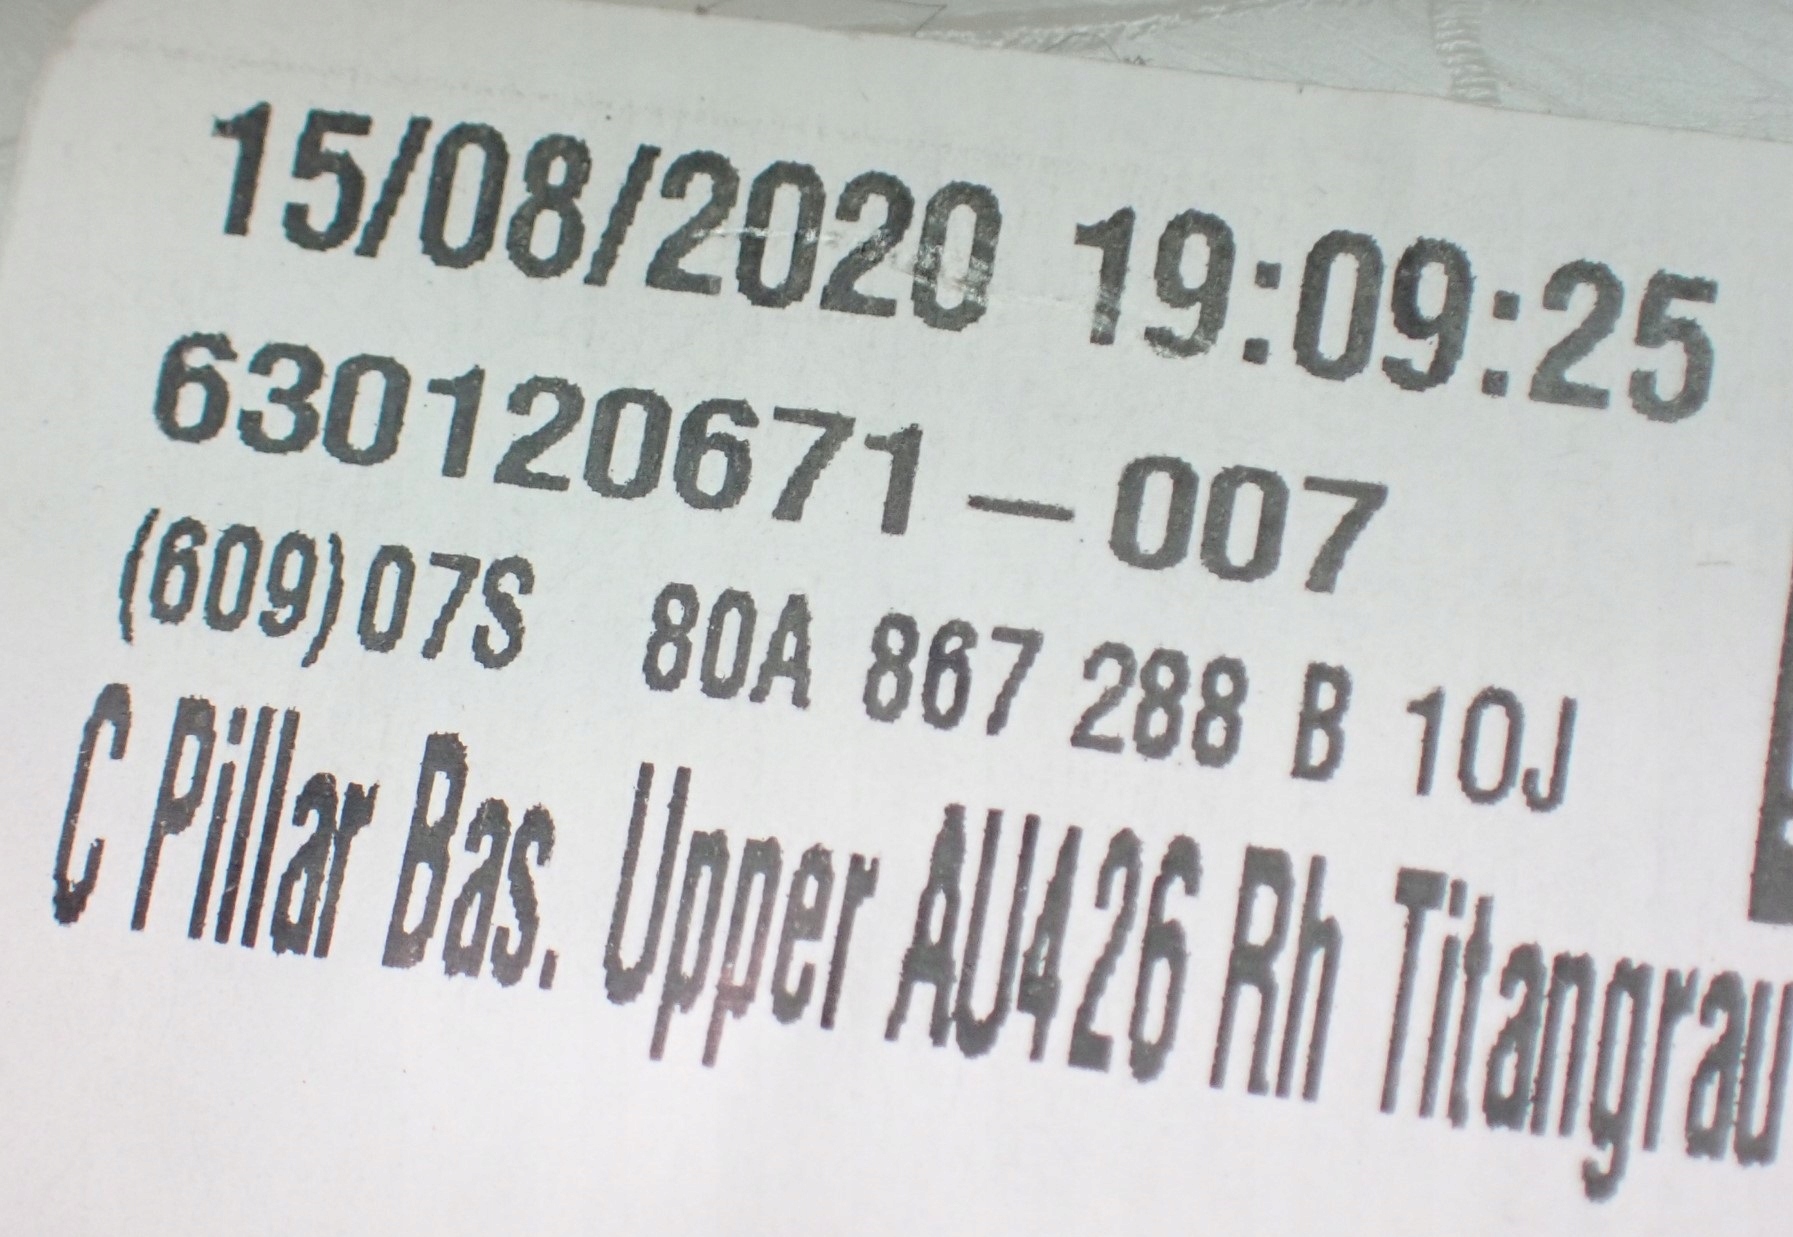 15/08/2020 19:09:25
630120671-007
(609)07S 80A 867 288 B 10J
C Pillar Bas. Upper AU426 Rh Titangrau